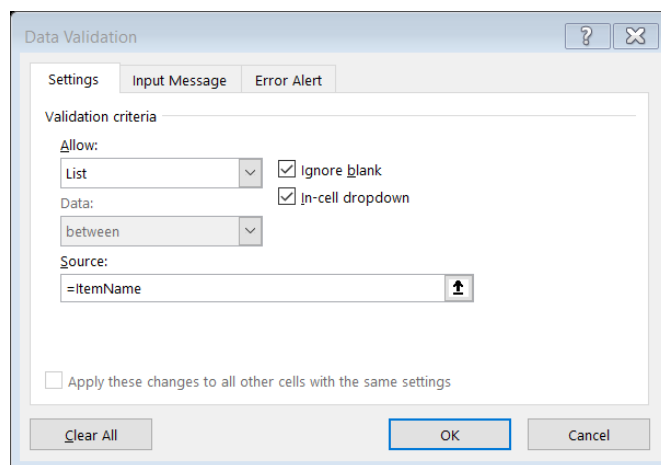 Data Validation
Settings Input Message Error Alert
Validation criteria
Allow:
List
Ignore blank
Data:
In-cell dropdown
between
Source:
=ItemName
Apply these changes to all other cells with the same settings
Clear All OK Cancel